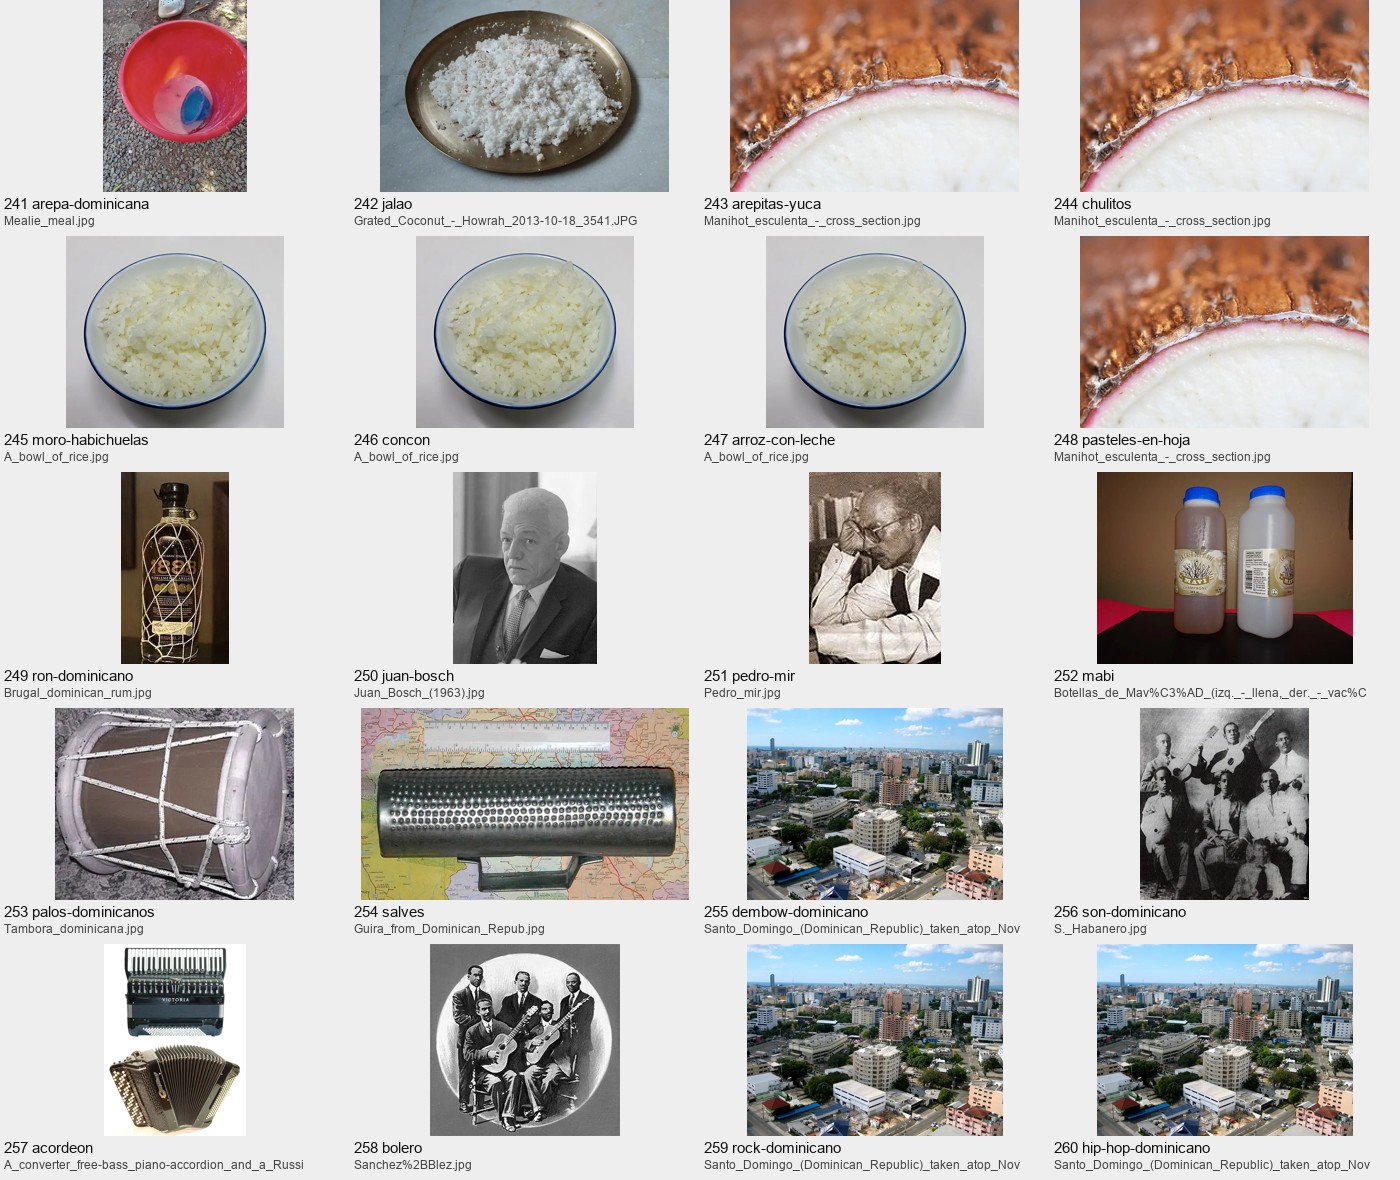 241 arepa-dominicana
Mealie_meal.jpg
242 jalao
Grated_Coconut_-_Howrah_2013-10-18_3541.JPG
243 arepitas-yuca
Manihot_esculenta_-_cross_section.jpg
244 chulitos
Manihot_esculenta_-_cross_section.jpg
245 moro-habichuelas
A_bowl_of_rice.jpg
246 concon
A_bowl_of_rice.jpg
247 arroz-con-leche
A_bowl_of_rice.jpg
248 pasteles-en-hoja
Manihot_esculenta_-_cross_section.jpg
1888
249 ron-dominicano
Brugal_dominican_rum.jpg
250 juan-bosch
Juan_Bosch_(1963).jpg
251 pedro-mir
Pedro_mir.jpg
252 mabi
Botellas_de_Mav%C3%AD_(izq._-_llena,_der._-_vac%C
253 palos-dominicanos
Tambora_dominicana.jpg
254 salves
Guira_from_Dominican_Repub.jpg
255 dembow-dominicano
Santo_Domingo_(Dominican_Republic)_taken_atop_Nov
256 son-dominicano
S._Habanero.jpg
VICTORIA
257 acordeon
A_converter_free-bass_piano-accordion_and_a_Russi
258 bolero
Sanchez%2BBlez.jpg
259 rock-dominicano
Santo_Domingo_(Dominican_Republic)_taken_atop_Nov
260 hip-hop-dominicano
Santo_Domingo_(Dominican_Republic)_taken_atop_Nov